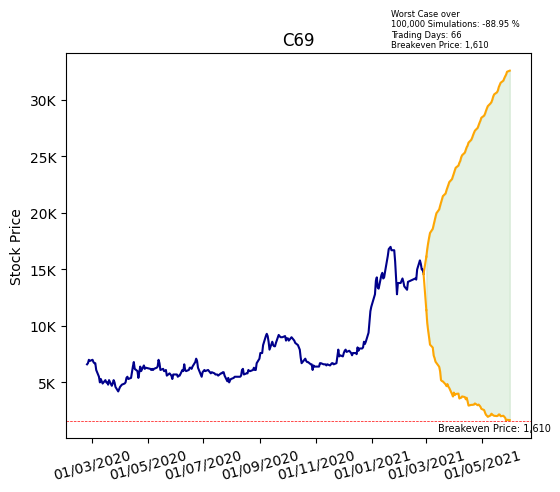 Worst Case over
100,000 Simulations: -88.95 %
Trading Days: 66
Breakeven Price: 1,610
C69
Stock Price
30K
25K
20K
15K
10K
5K
Breakeven Price: 1,610
01/03/2020
01/05/2020
01/07/2020
01/09/2020
01/11/2020
01/01/2021
01/03/2021
01/05/2021